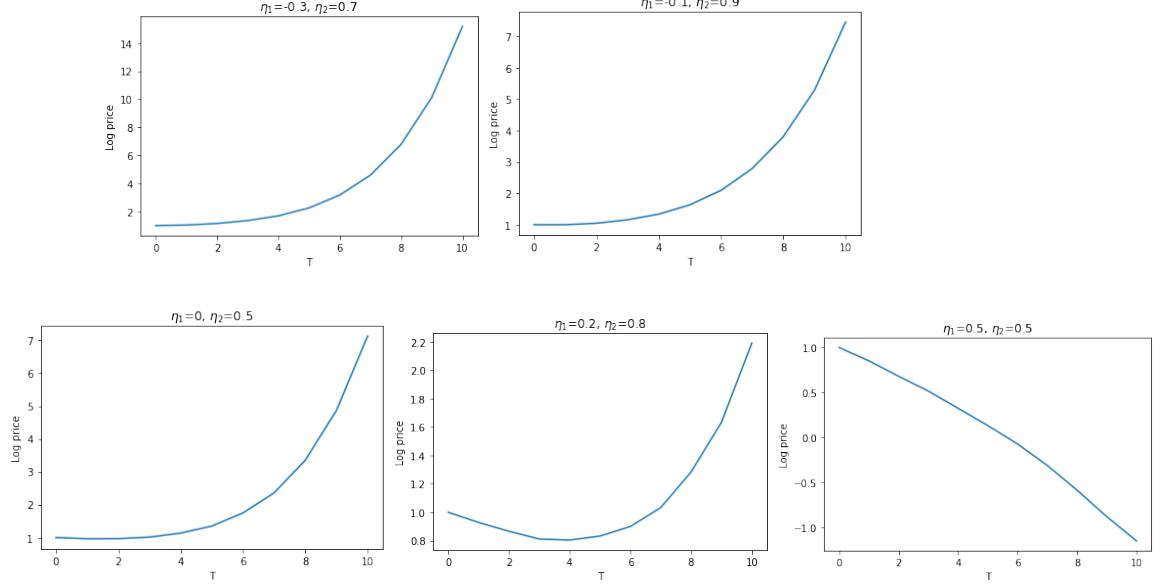 η1=-0.3, η2=0.7
14
12
10
8
6
4
2
Log price
0 2 4 6 8 10
T
η1=-0.1, η2=0.9
7
6
5
4
3
2
1
Log price
0 2 4 6 8 10
T
η1=0, η2=0.5
7
6
5
4
3
2
1
Log price
0 2 4 6 8 10
T
η1=0.2, η2=0.8
2.2
2.0
1.8
1.6
1.4
1.2
1.0
0.8
Log price
0 2 4 6 8 10
T
η1=0.5, η2=0.5
1.0
0.5
0.0
−0.5
−1.0
Log price
0 2 4 6 8 10
T